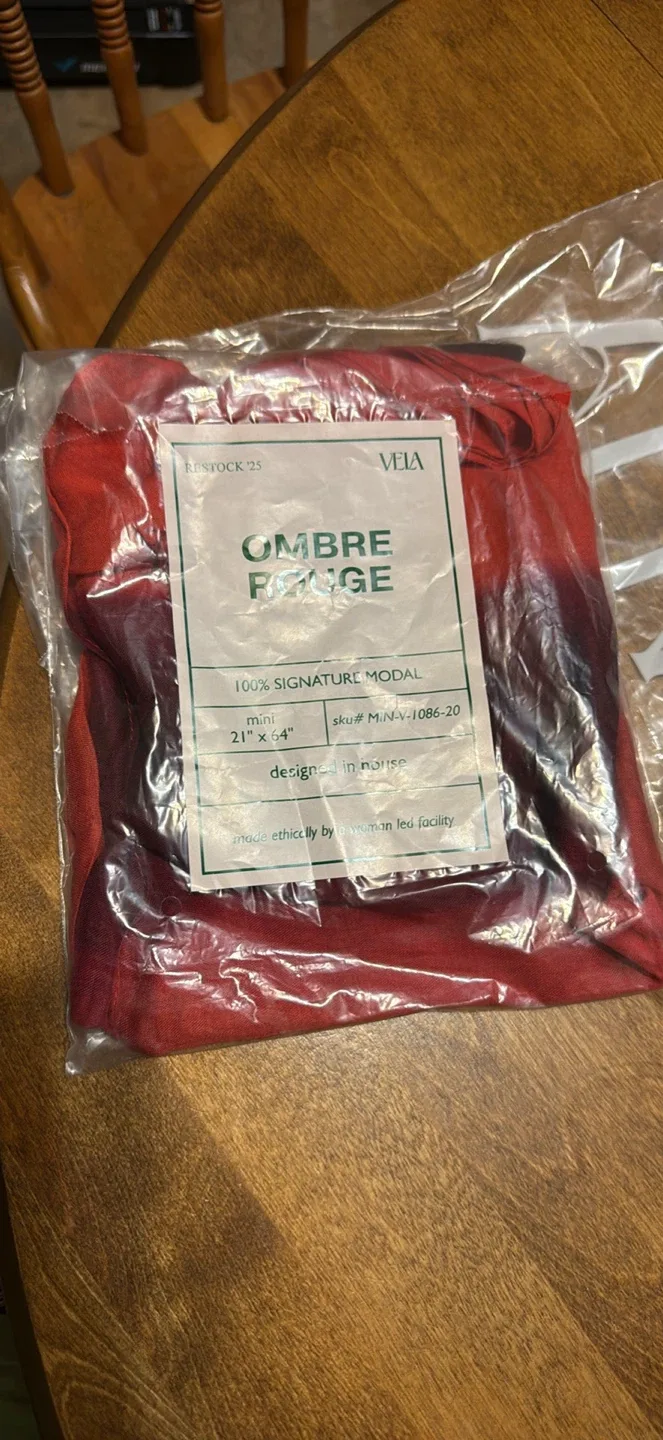 RESTOCK '25
VELA
OMBRE
ROUGE
100% SIGNATURE MODAL
mini
21" x 64"
sku# MIN-V-1086-20
designed in house
made ethically by a woman led facility